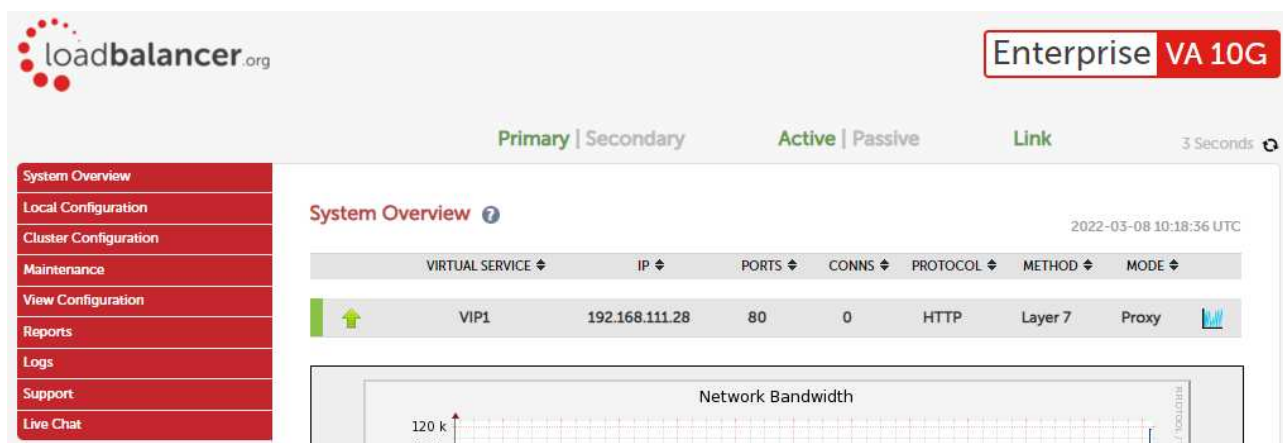 loadbalancer.org
Enterprise VA 10G
Primary | Secondary Active | Passive Link 3 Seconds
System Overview
Local Configuration
Cluster Configuration
Maintenance
View Configuration
Reports
Logs
Support
Live Chat
System Overview ?
2022-03-08 10:18:36 UTC
VIRTUAL SERVICE IP PORTS CONNS PROTOCOL METHOD MODE
VIP1 192.168.111.28 80 0 HTTP Layer 7 Proxy
Network Bandwidth
120 k